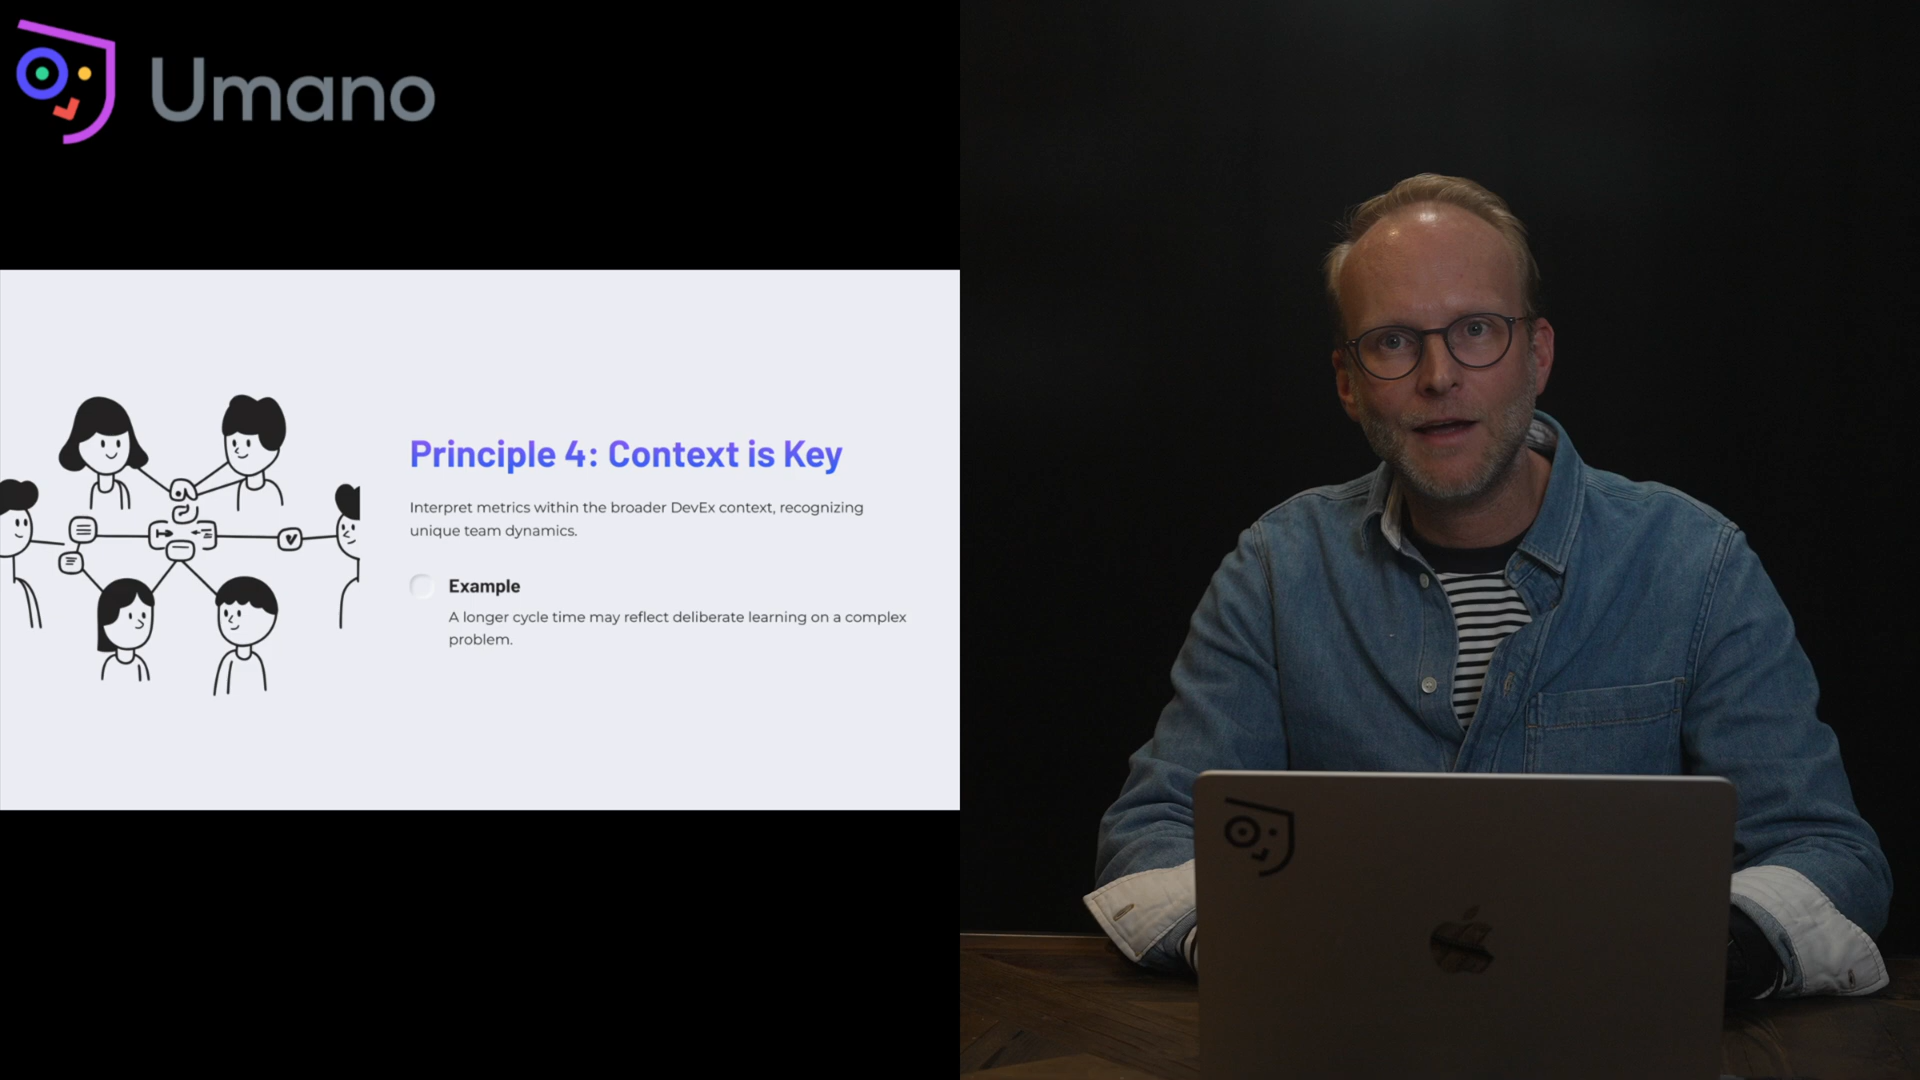 Umano
Principle 4: Context is Key
Interpret metrics within the broader DevEx context, recognizing
unique team dynamics.
Example
A longer cycle time may reflect deliberate learning on a complex
problem.